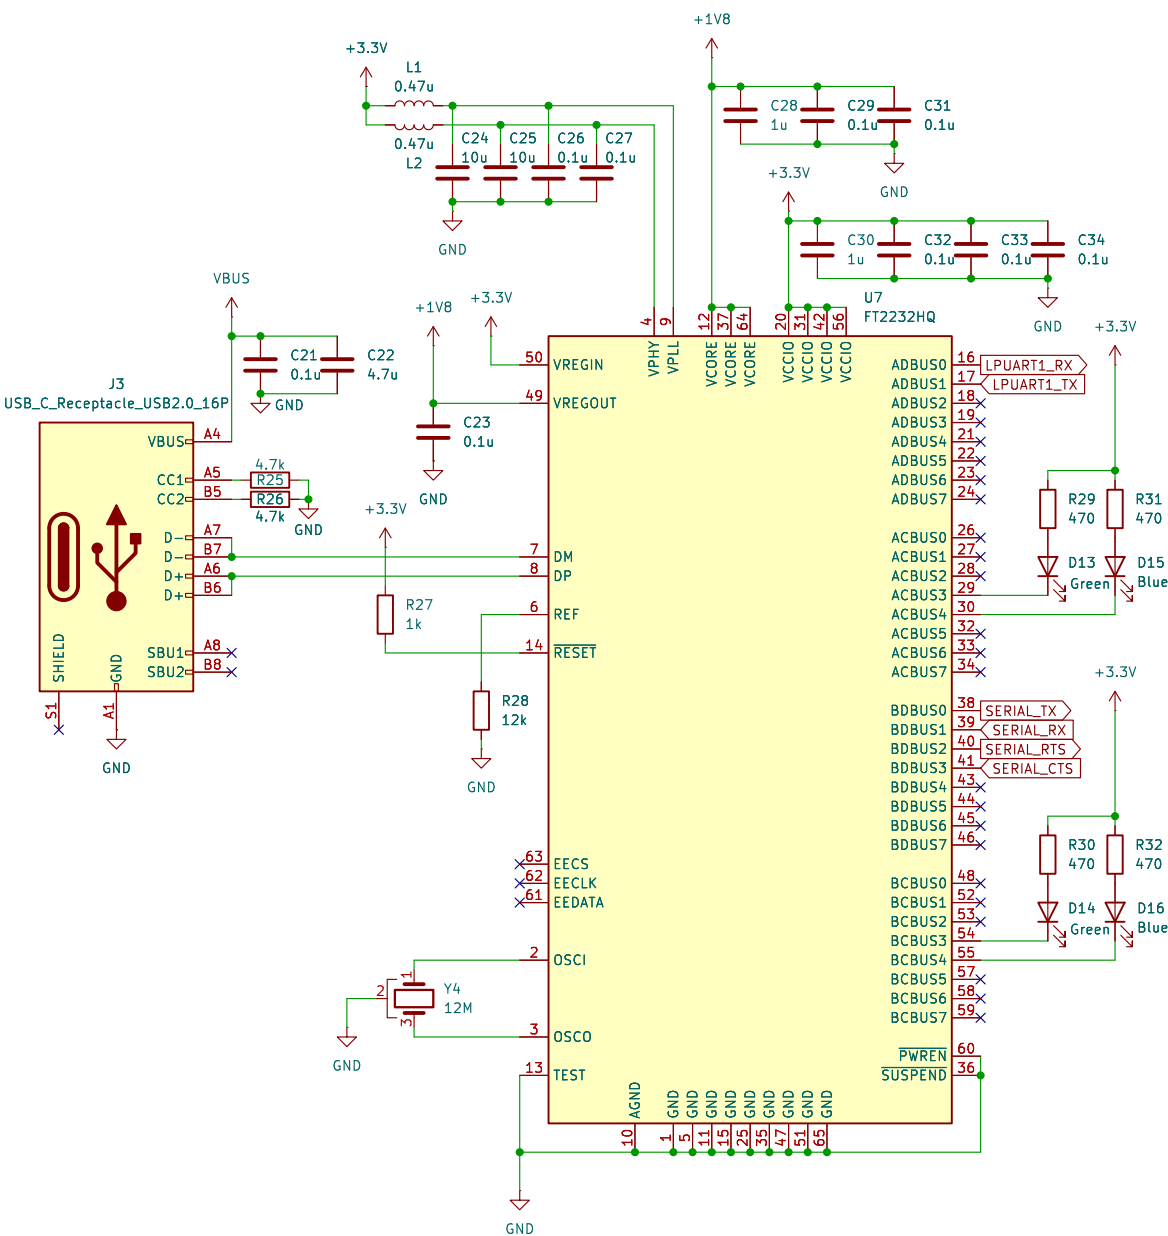 +1V8
+3.3V
L1
0.47u
0.47u
L2
C24
10u
C25
10u
C26
0.1u
C27
0.1u
GND
C28
1u
C29
0.1u
C31
0.1u
GND
+3.3V
C30
1u
C32
0.1u
C33
0.1u
C34
0.1u
GND
VBUS
C21
0.1u
C22
4.7u
GND
J3
USB_C_Receptacle_USB2.0_16P
VBUS
A4
CC1
A5
CC2
B5
D-
A7
D-
B7
D+
A6
D+
B6
SBU1
A8
SBU2
B8
SHIELD
S1
GND
A1
GND
4.7k
R25
R26
4.7k
GND
+1V8
+3.3V
C23
0.1u
GND
+3.3V
R27
1k
R28
12k
GND
Y4
12M
1
2
3
GND
U7
FT2232HQ
4
VPHY
9
VPLL
12
VCORE
37
VCORE
64
VCORE
20
VCCIO
31
VCCIO
42
VCCIO
56
VCCIO
50
VREGIN
49
VREGOUT
7
DM
8
DP
6
REF
14
RESET
63
EECS
62
EECLK
61
EEDATA
2
OSCI
3
OSCO
13
TEST
AGND
10
GND
1
GND
5
GND
11
GND
15
GND
25
GND
35
GND
47
GND
51
GND
65
GND
ADBUS0
16
LPUART1_RX
ADBUS1
17
LPUART1_TX
ADBUS2
18
ADBUS3
19
ADBUS4
21
ADBUS5
22
ADBUS6
23
ADBUS7
24
ACBUS0
26
ACBUS1
27
ACBUS2
28
ACBUS3
29
ACBUS4
30
ACBUS5
32
ACBUS6
33
ACBUS7
34
BDBUS0
38
SERIAL_TX
BDBUS1
39
SERIAL_RX
BDBUS2
40
SERIAL_RTS
BDBUS3
41
SERIAL_CTS
BDBUS4
43
BDBUS5
44
BDBUS6
45
BDBUS7
46
BCBUS0
48
BCBUS1
52
BCBUS2
53
BCBUS3
54
BCBUS4
55
BCBUS5
57
BCBUS6
58
BCBUS7
59
PWREN
60
SUSPEND
36
+3.3V
R29
470
R31
470
D13
Green
D15
Blue
+3.3V
R30
470
R32
470
D14
Green
D16
Blue